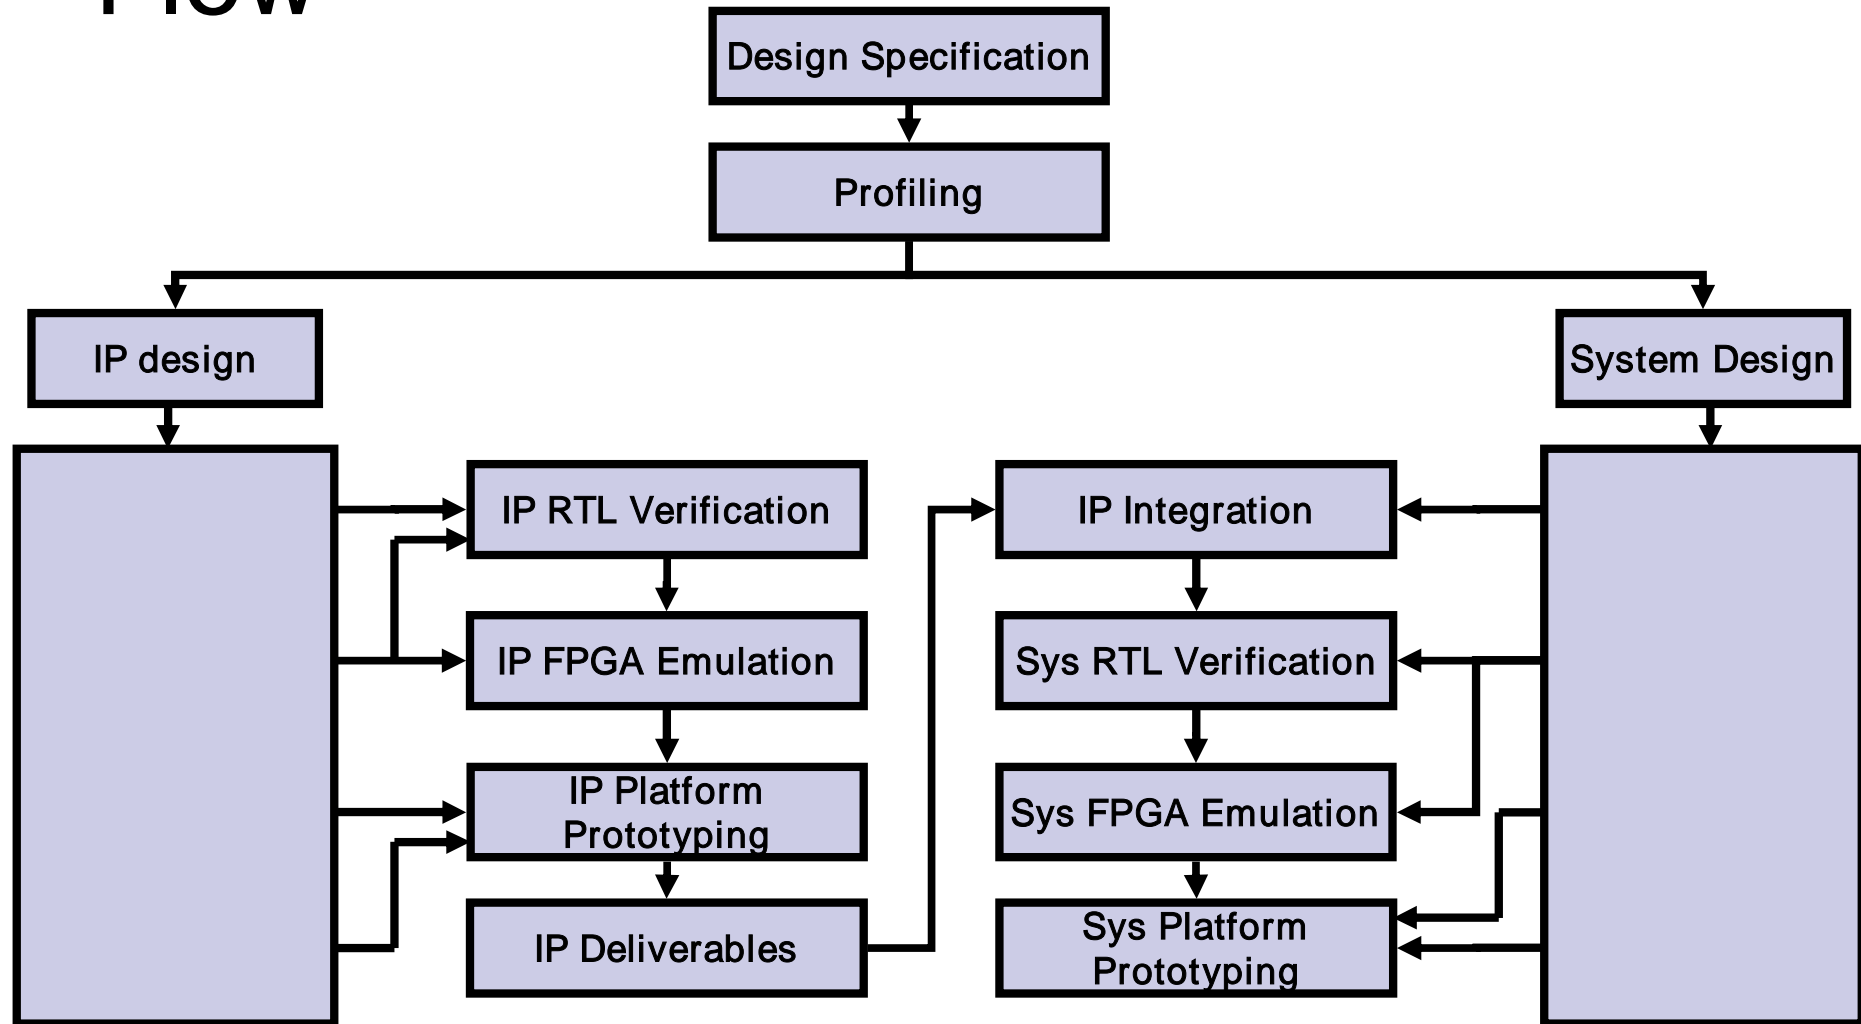 Flow
Design Specification
Profiling
IP design
System Design
IP RTL Verification
IP Integration
IP FPGA Emulation
Sys RTL Verification
IP Platform
Prototyping
Sys FPGA Emulation
IP Deliverables
Sys Platform
Prototyping